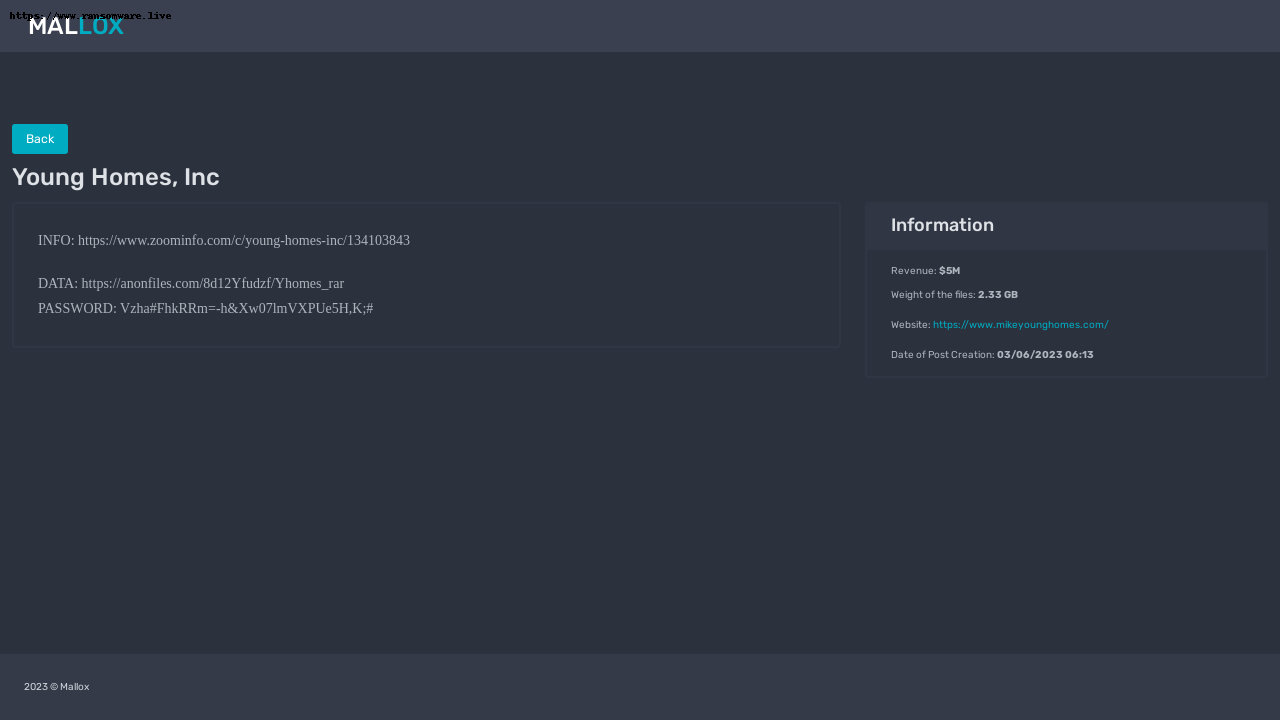 https://www.ransomware.live
MALLOX
Back
Young Homes, Inc
INFO: https://www.zoominfo.com/c/young-homes-inc/134103843
DATA: https://anonfiles.com/8d12Yfudzf/Yhomes_rar
PASSWORD: Vzha#FhkRRm=-h&Xw07lmVXPUe5H,K;#
Information
Revenue: $5M
Weight of the files: 2.33 GB
Website: https://www.mikeyounghomes.com/
Date of Post Creation: 03/06/2023 06:13
2023 © Mallox